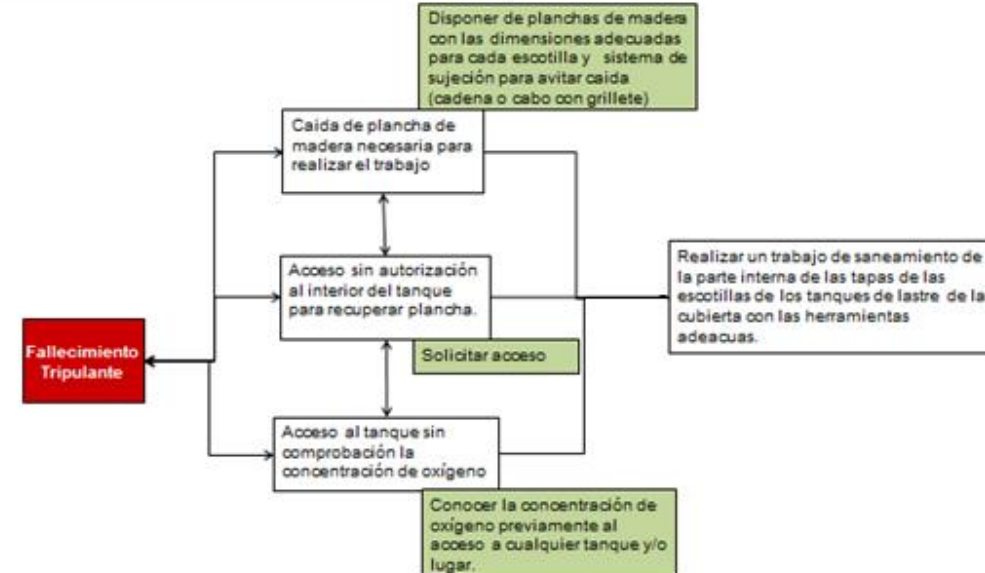 Disponer de planchas de madera
con las dimensiones adecuadas
para cada escotilla y sistema de
sujeción para avitar caida
(cadena o cabo con grillete)
Caida de plancha de
madera necesaria para
realizar el trabajo
Acceso sin autorización
al interior del tanque
para recuperar plancha.
Solicitar acceso
Realizar un trabajo de saneamiento de
la parte interna de las tapas de las
escotillas de los tanques de lastre de la
cubierta con las herramientas
adeacuas.
Fallecimiento
Tripulante
Acceso al tanque sin
comprobación la
concentración de oxígeno
Conocer la concentración de
oxígeno previamente al
acceso a cualquier tanque y/o
lugar.